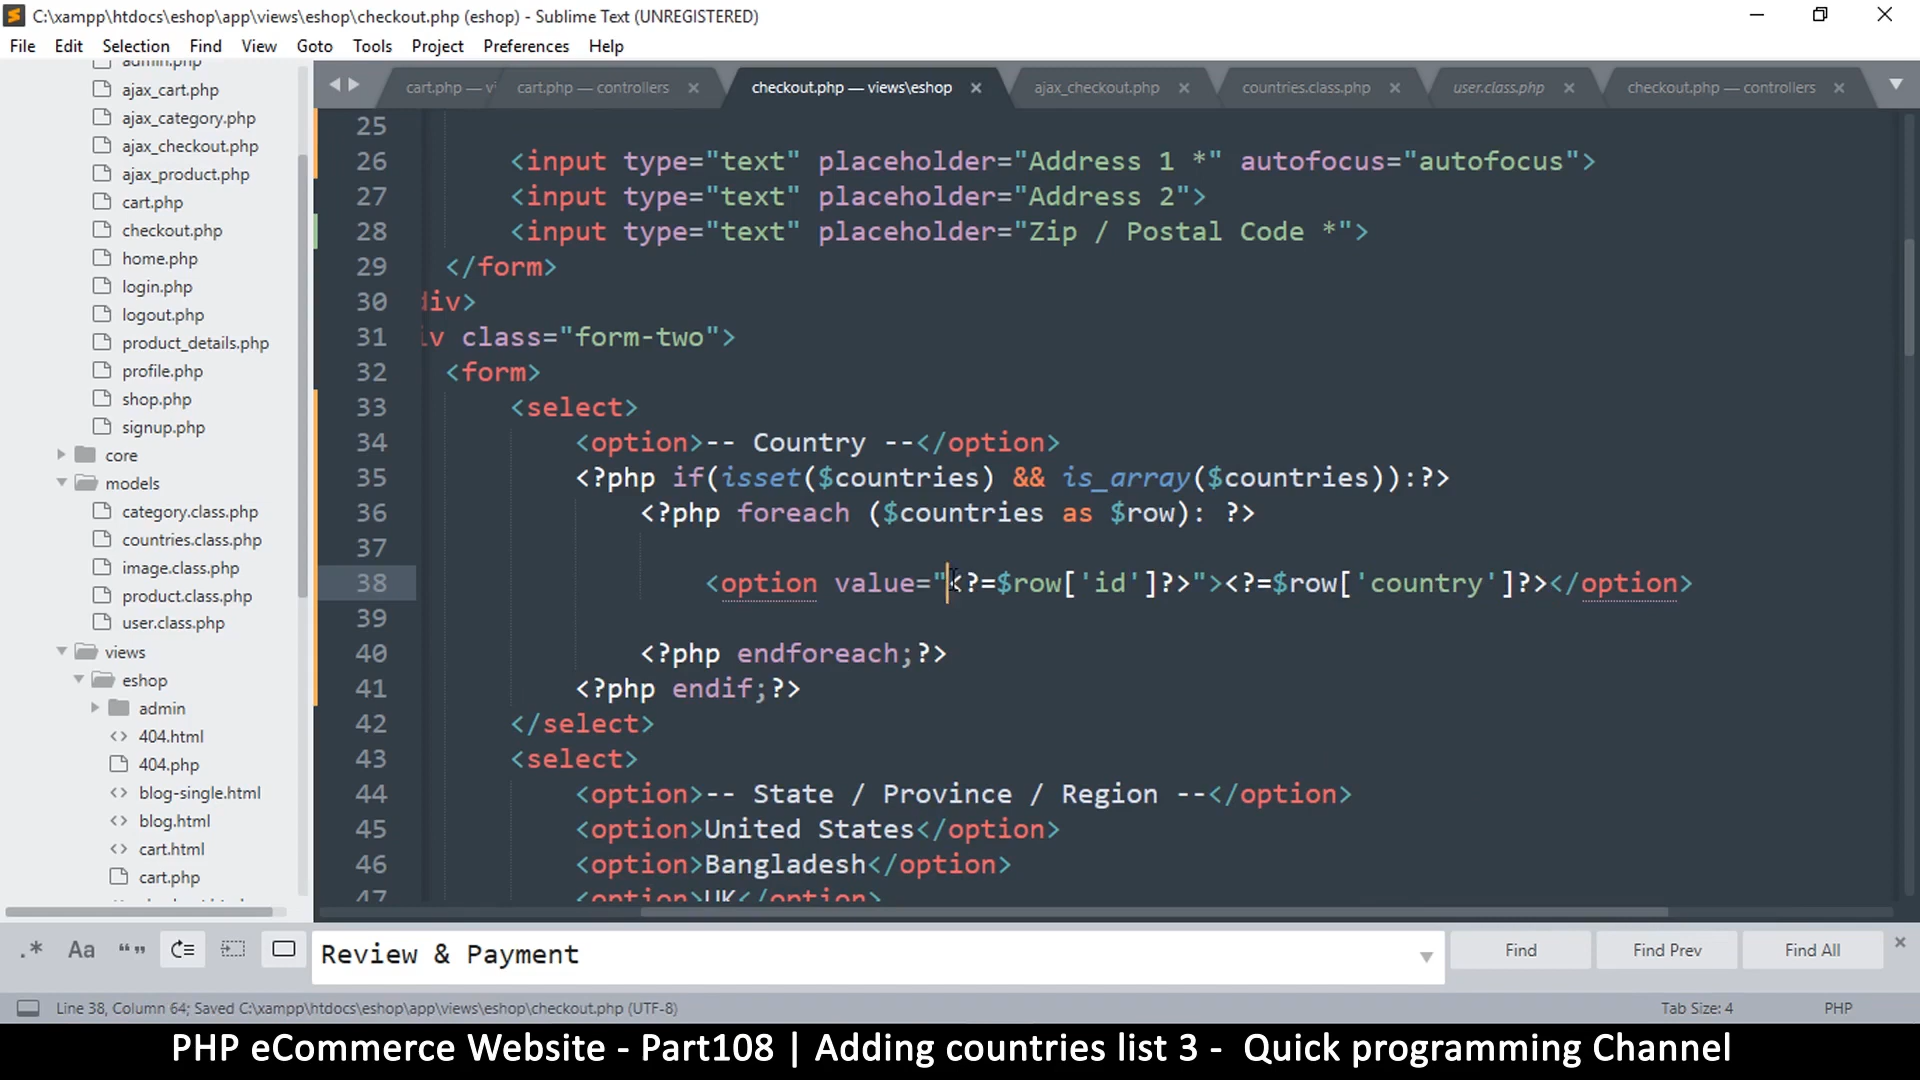 C:\xampp\htdocs\eshop\app\views\eshop\checkout.php (eshop) - Sublime Text (UNREGISTERED)
File Edit Selection Find View Goto Tools Project Preferences Help
cart.php — vi cart.php — controllers checkout.php — views\eshop ajax_checkout.php countries.class.php user.class.php checkout.php — controllers
admin.php
ajax_cart.php
ajax_category.php
ajax_checkout.php
ajax_product.php
cart.php
checkout.php
home.php
login.php
logout.php
product_details.php
profile.php
shop.php
signup.php
core
models
category.class.php
countries.class.php
image.class.php
product.class.php
user.class.php
views
eshop
admin
404.html
404.php
blog-single.html
blog.html
cart.html
cart.php
25
26 <input type="text" placeholder="Address 1 *" autofocus="autofocus">
27 <input type="text" placeholder="Address 2">
28 <input type="text" placeholder="Zip / Postal Code *">
29 </form>
30 div>
31 iv class="form-two">
32 <form>
33 <select>
34 <option>-- Country --</option>
35 <?php if(isset($countries) && is_array($countries)):?>
36 <?php foreach ($countries as $row): ?>
37
38 <option value="<?=$row['id']?>"><?=$row['country']?></option>
39
40 <?php endforeach;?>
41 <?php endif;?>
42 </select>
43 <select>
44 <option>-- State / Province / Region --</option>
45 <option>United States</option>
46 <option>Bangladesh</option>
47 <option>UK</option>
.* Aa “” Review & Payment Find Find Prev Find All
Line 38, Column 64; Saved C:\xampp\htdocs\eshop\app\views\eshop\checkout.php (UTF-8) Tab Size: 4 PHP
PHP eCommerce Website - Part108 | Adding countries list 3 - Quick programming Channel